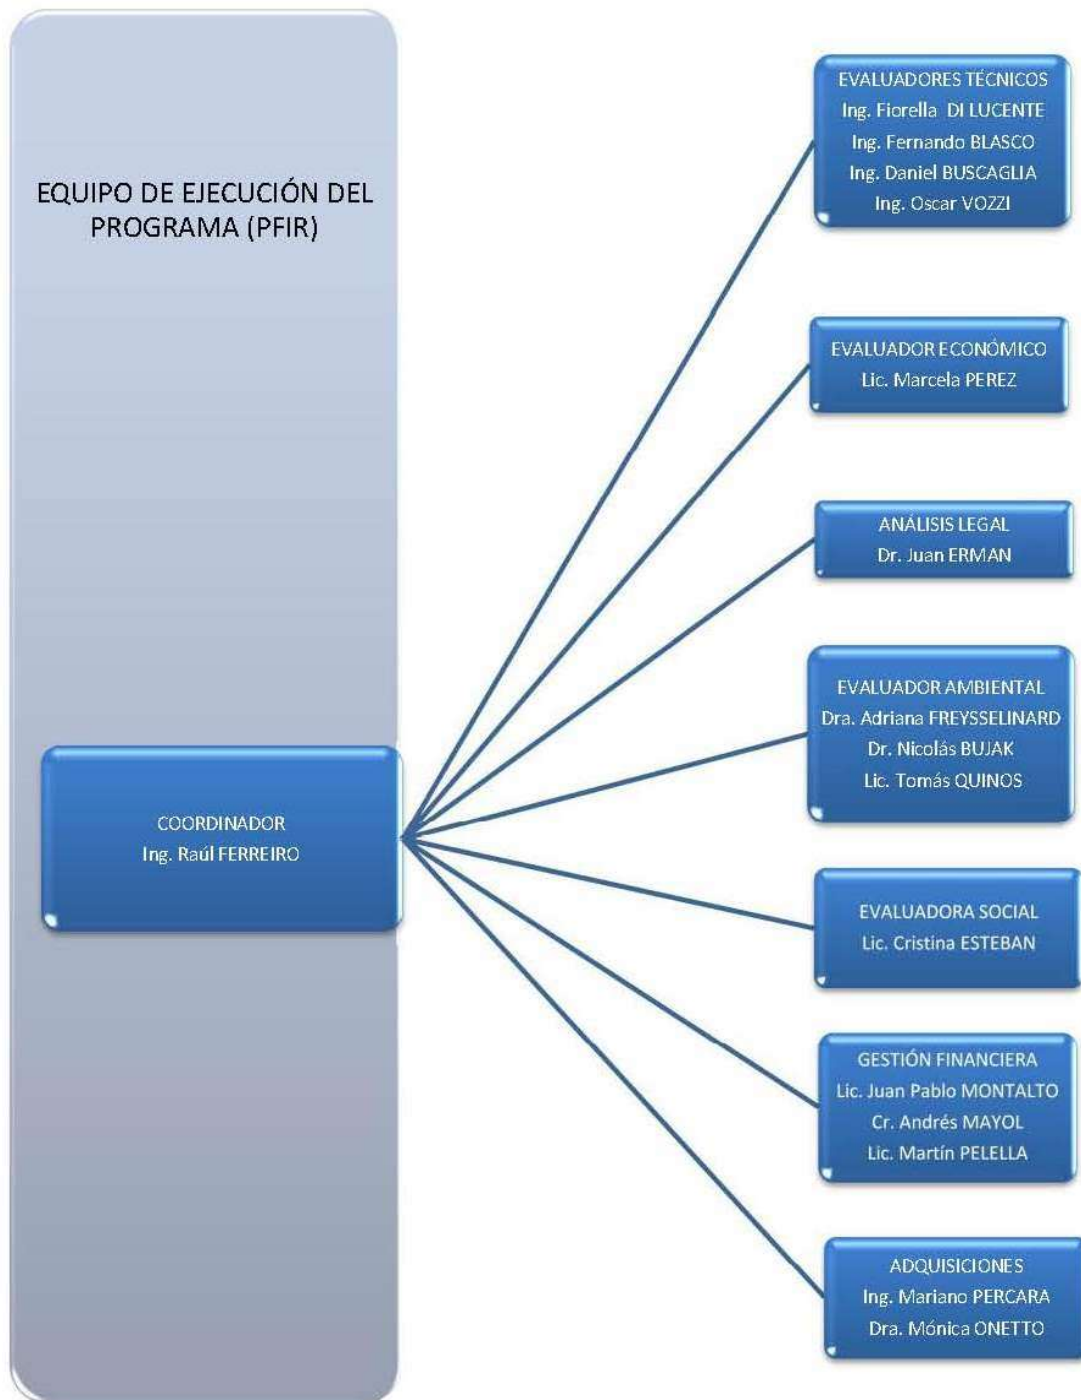 EQUIPO DE EJECUCIÓN DEL
PROGRAMA (PFIR)
COORDINADOR
Ing. Raúl FERREIRO
EVALUADORES TÉCNICOS
Ing. Fiorella DI LUCENTE
Ing. Fernando BLASCO
Ing. Daniel BUSCAGLIA
Ing. Oscar VOZZI
EVALUADOR ECONÓMICO
Lic. Marcela PEREZ
ANÁLISIS LEGAL
Dr. Juan ERMAN
EVALUADOR AMBIENTAL
Dra. Adriana FREYSSELINARD
Dr. Nicolás BUJAK
Lic. Tomás QUINOS
EVALUADORA SOCIAL
Lic. Cristina ESTEBAN
GESTIÓN FINANCIERA
Lic. Juan Pablo MONTALTO
Cr. Andrés MAYOL
Lic. Martín PELELLA
ADQUISICIONES
Ing. Mariano PERCARA
Dra. Mónica ONETTO